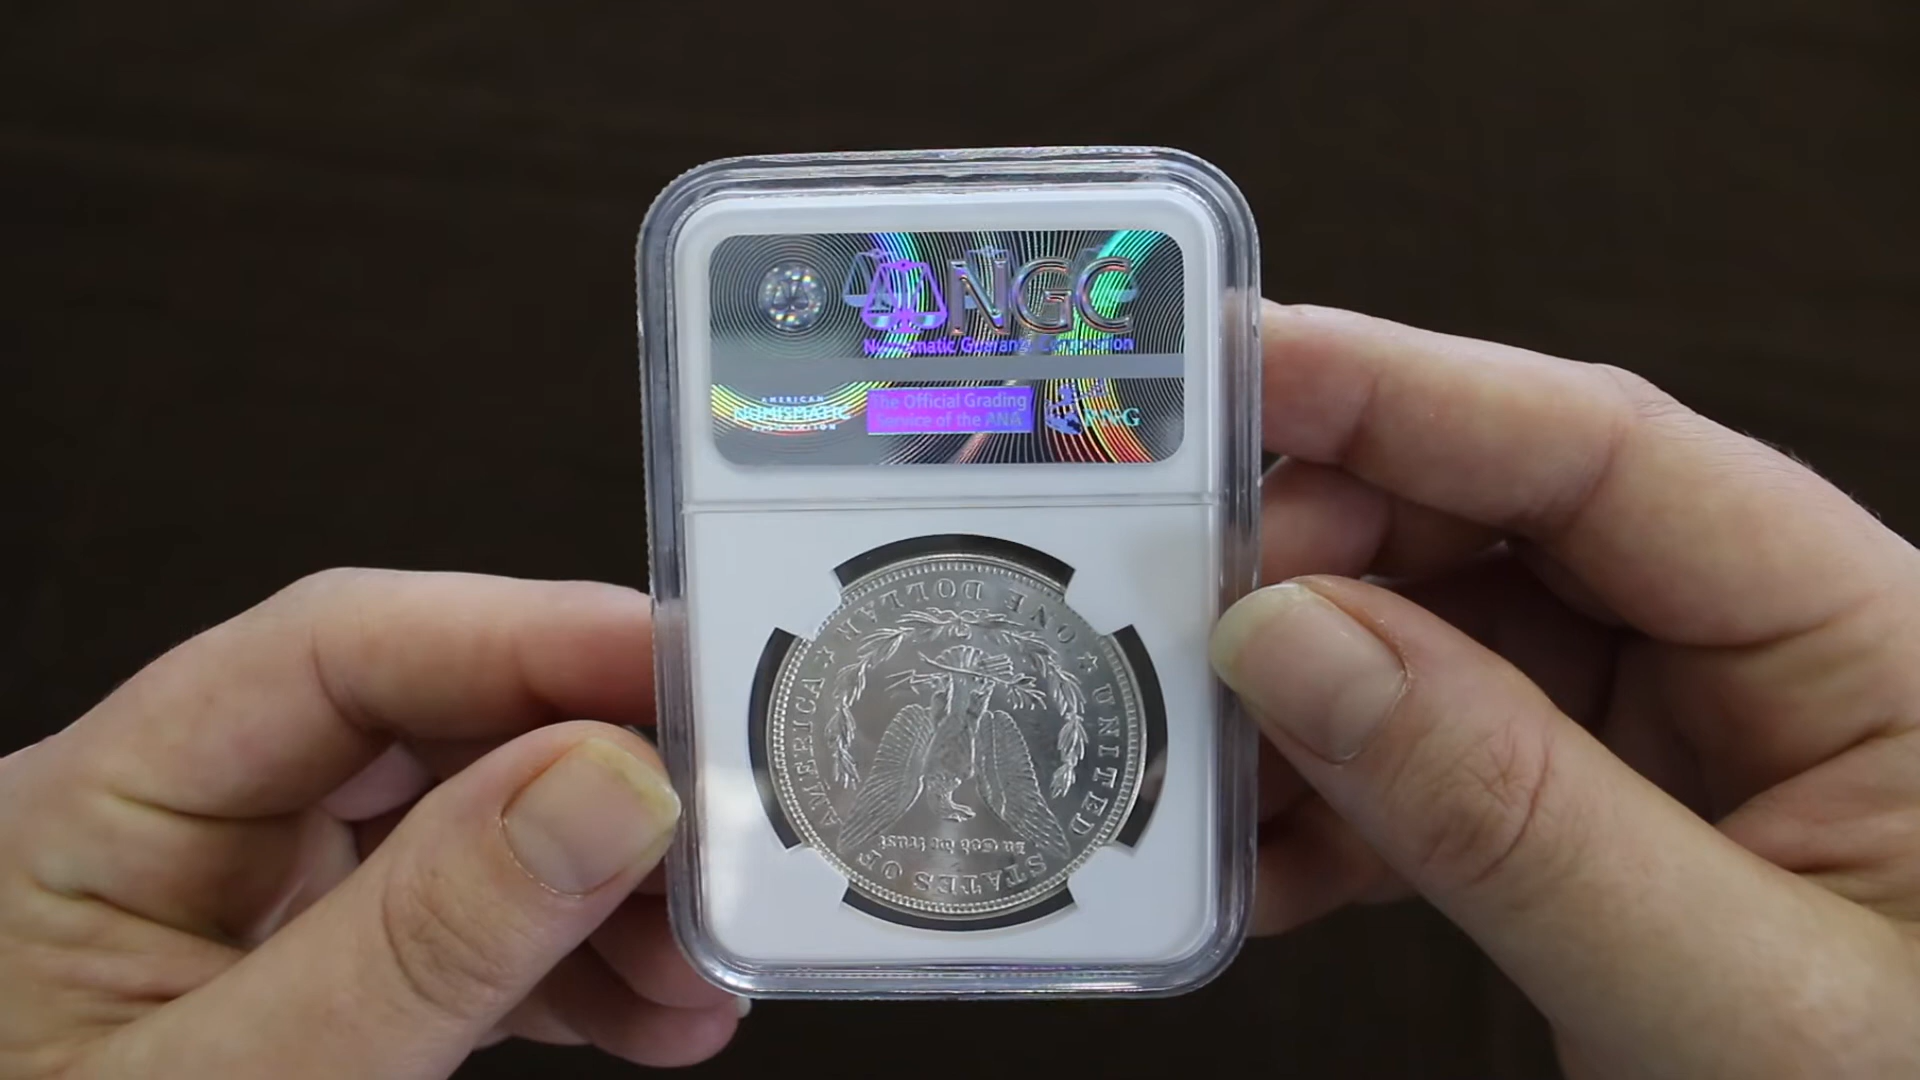 NGC
Numismatic Guaranty Corporation
AMERICAN
NUMISMATIC
ASSOCIATION
The Official Grading
Service of the ANA
PNG
ONE DOLLAR
UNITED STATES OF AMERICA
In God we trust